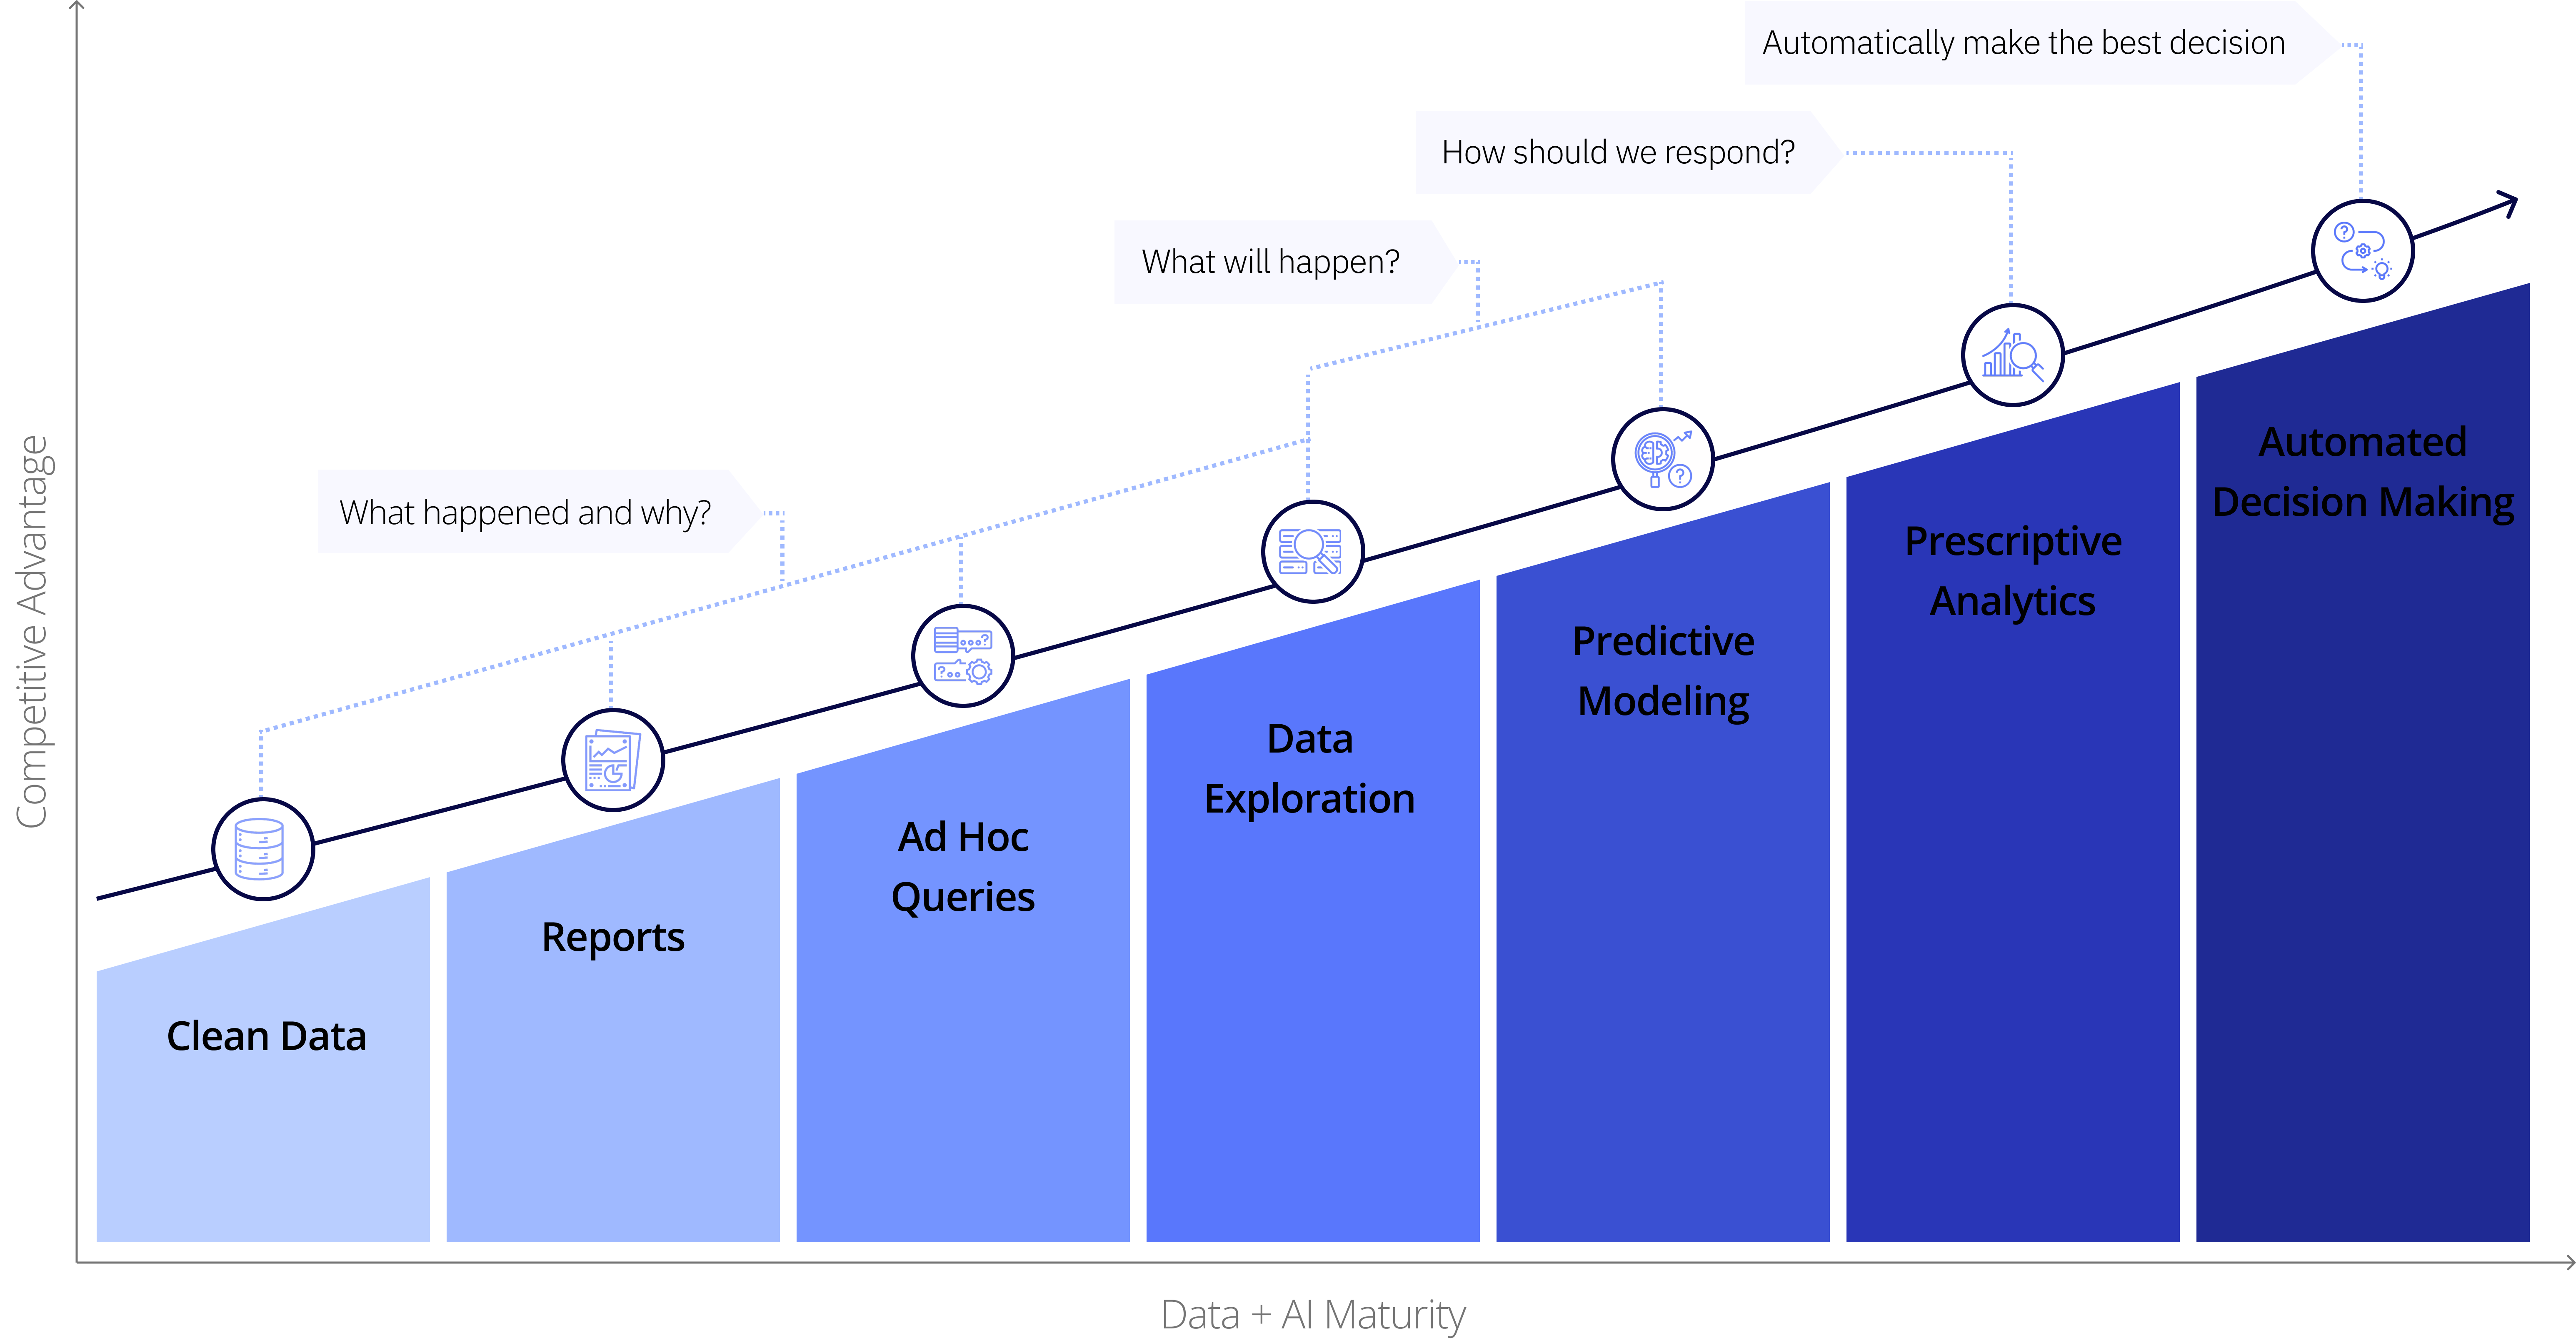 Automatically make the best decision
How should we respond?
What will happen?
What happened and why?
Competitive Advantage
Clean Data
Reports
Ad Hoc
Queries
Data
Exploration
Predictive
Modeling
Prescriptive
Analytics
Automated
Decision Making
Data + AI Maturity